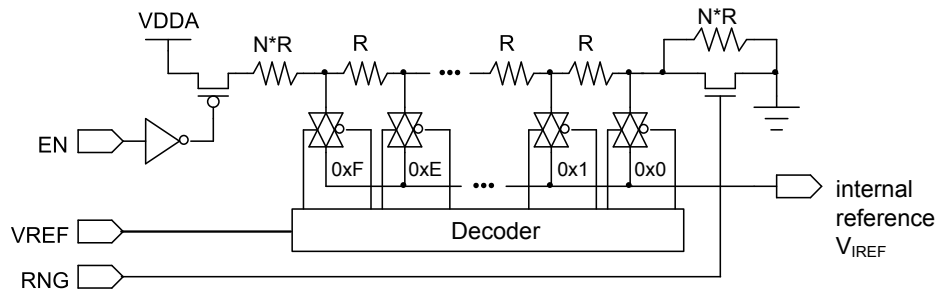 VDDA
N*R
R
R
R
N*R
•••
EN
0xF
0xE
0x1
0x0
•••
internal
reference
VIREF
VREF
Decoder
RNG